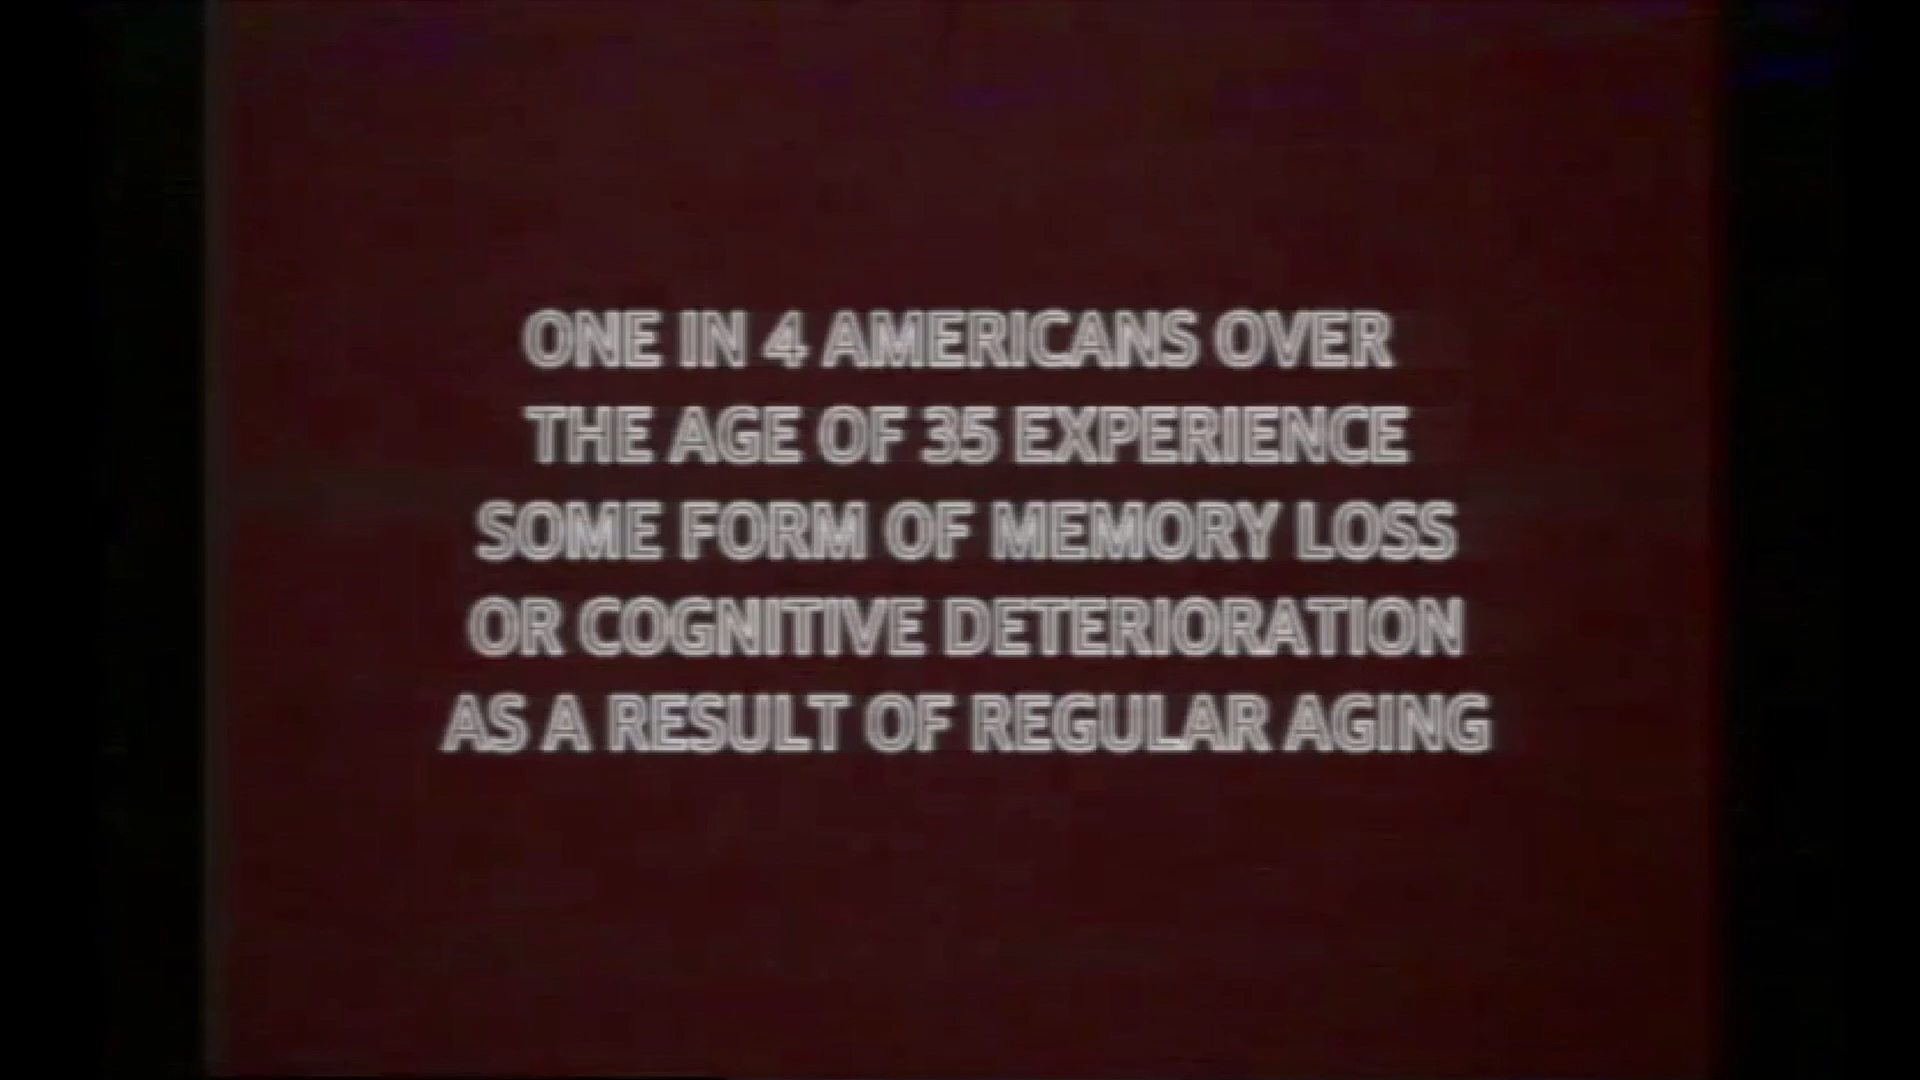 ONE IN 4 AMERICANS OVER
THE AGE OF 35 EXPERIENCE
SOME FORM OF MEMORY LOSS
OR COGNITIVE DETERIORATION
AS A RESULT OF REGULAR AGING